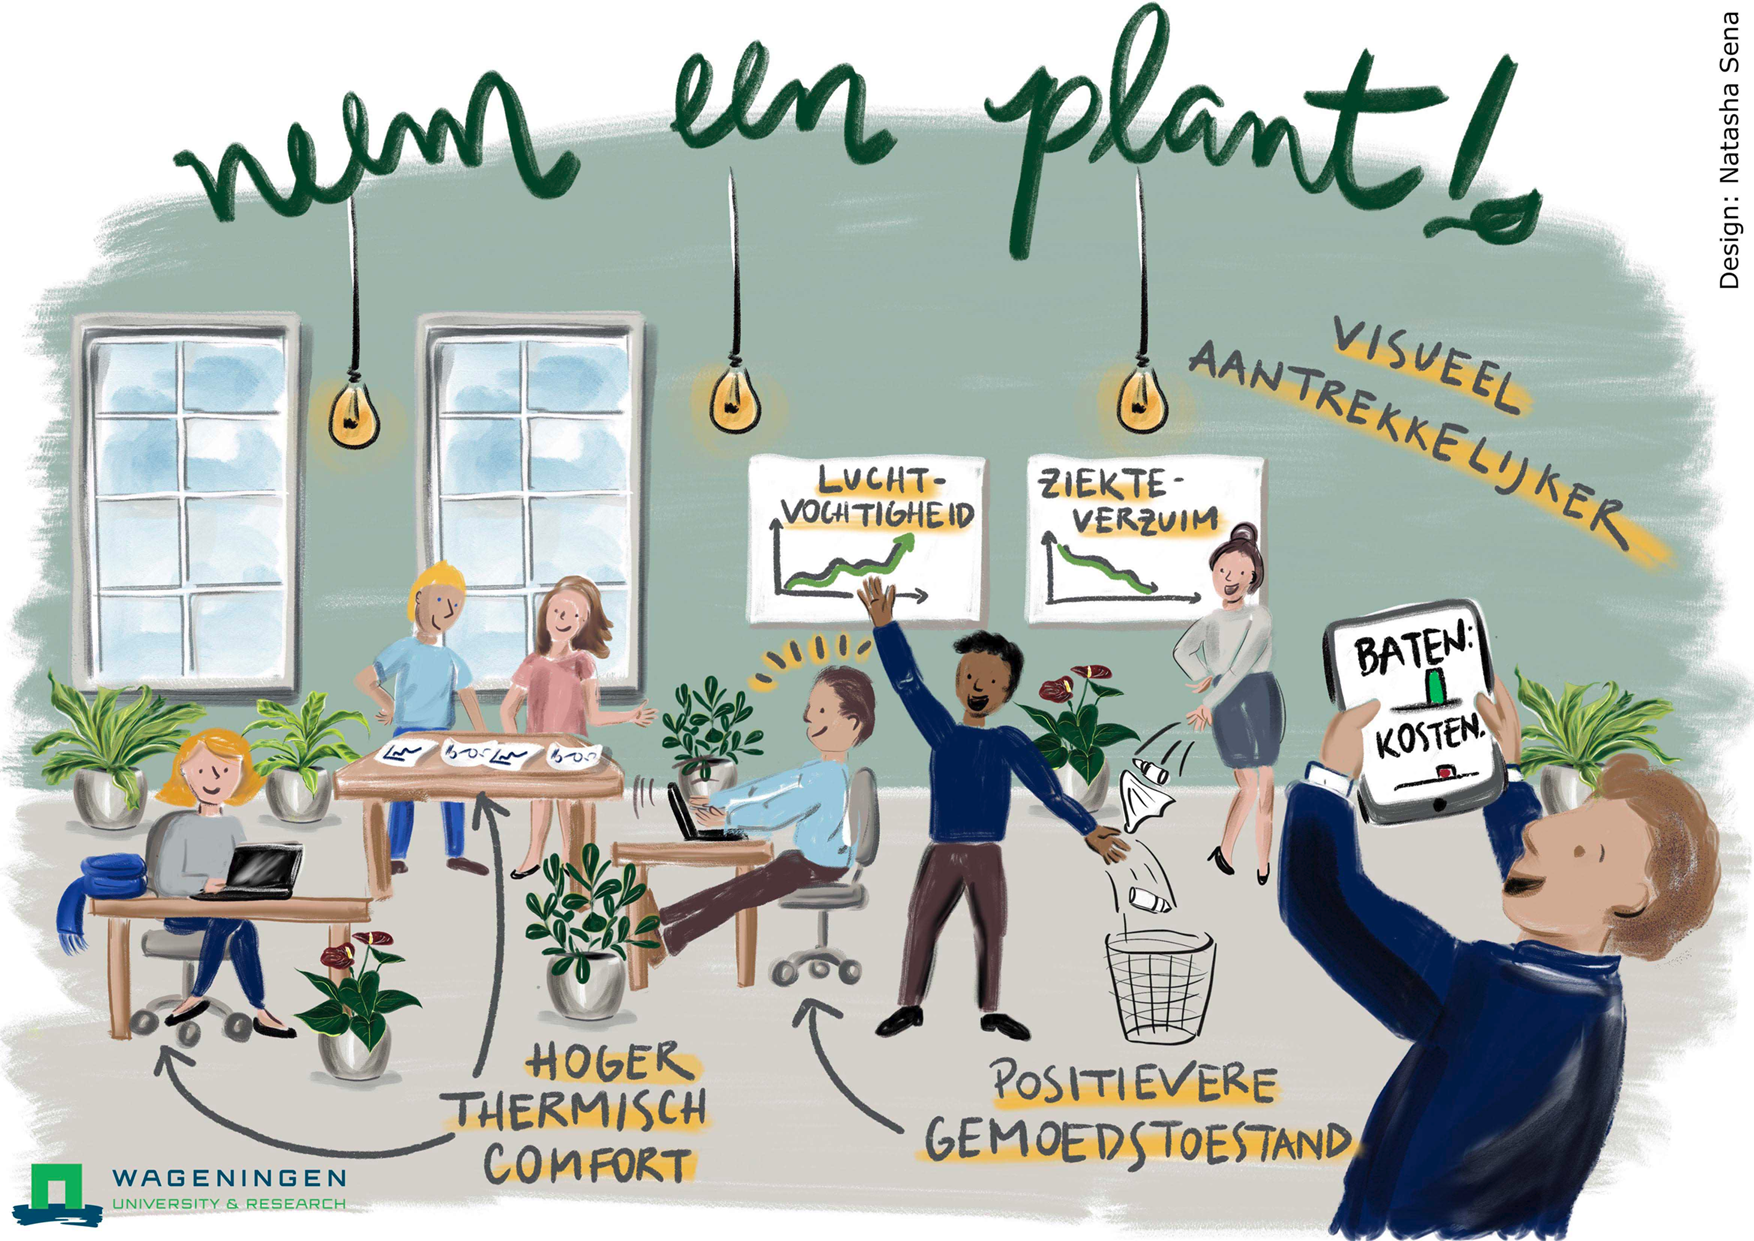 neem een plant!
Design: Natasha Sena
VISUEEL
AANTREKKELIJKER
LUCHT-
VOCHTIGHEID
ZIEKTE-
VERZUIM
BATEN:
KOSTEN:
HOGER
THERMISCH
COMFORT
POSITIEVERE
GEMOEDSTOESTAND
WAGENINGEN
UNIVERSITY & RESEARCH